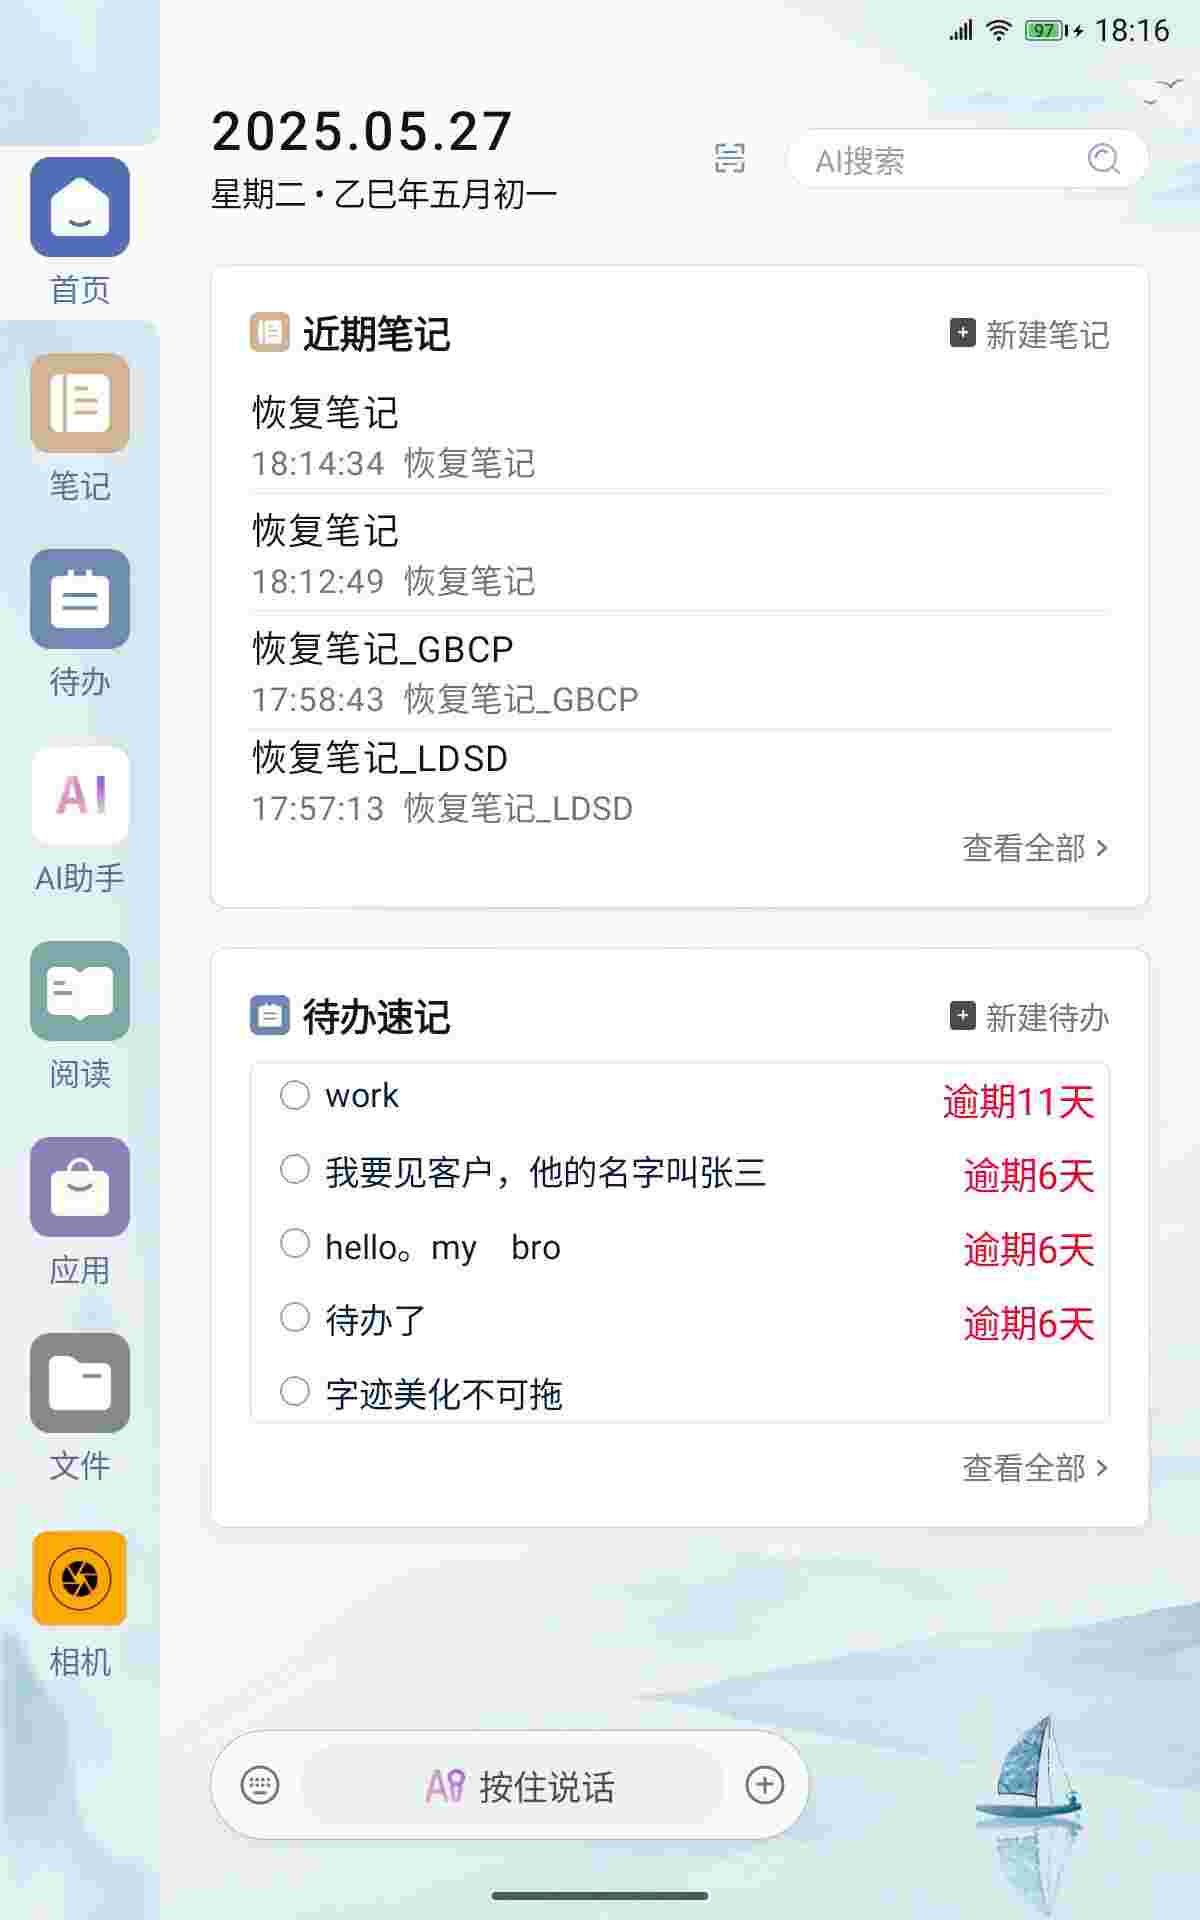 97 18:16
2025.05.27
星期二·乙巳年五月初一
AI搜索
首页
笔记
待办
AI
AI助手
阅读
应用
文件
相机
近期笔记
新建笔记
恢复笔记
18:14:34 恢复笔记
恢复笔记
18:12:49 恢复笔记
恢复笔记_GBCP
17:58:43 恢复笔记_GBCP
恢复笔记_LDSD
17:57:13 恢复笔记_LDSD
查看全部 >
待办速记
新建待办
work 逾期11天
我要见客户，他的名字叫张三 逾期6天
hello。my bro 逾期6天
待办了 逾期6天
字迹美化不可拖
查看全部 >
AI 按住说话